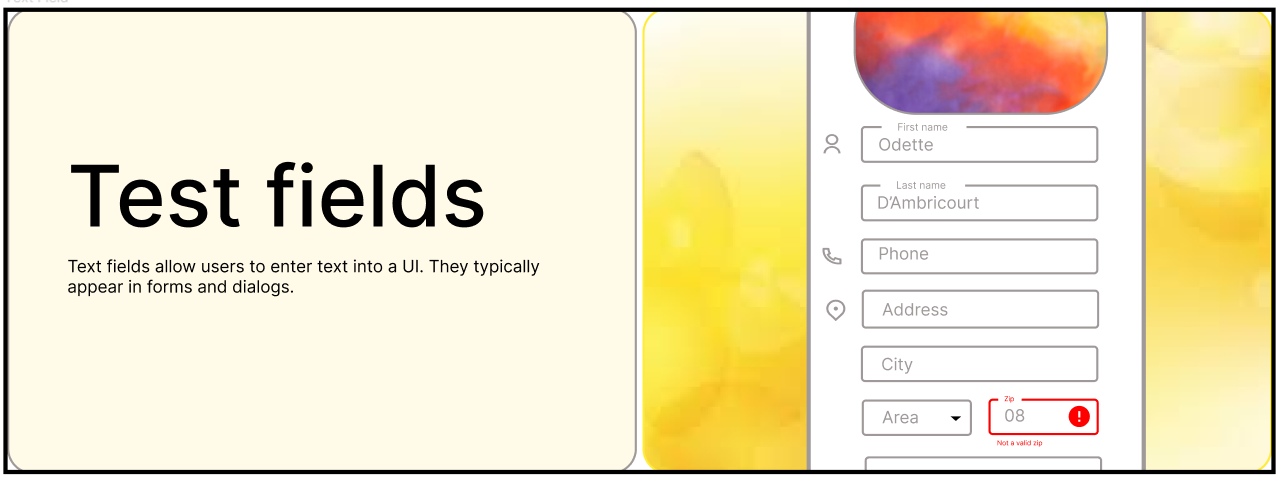 Test fields
Text fields allow users to enter text into a UI. They typically
appear in forms and dialogs.
First name
Odette
Last name
D'Ambricourt
Phone
Address
City
Area
Zip
08
Not a valid zip